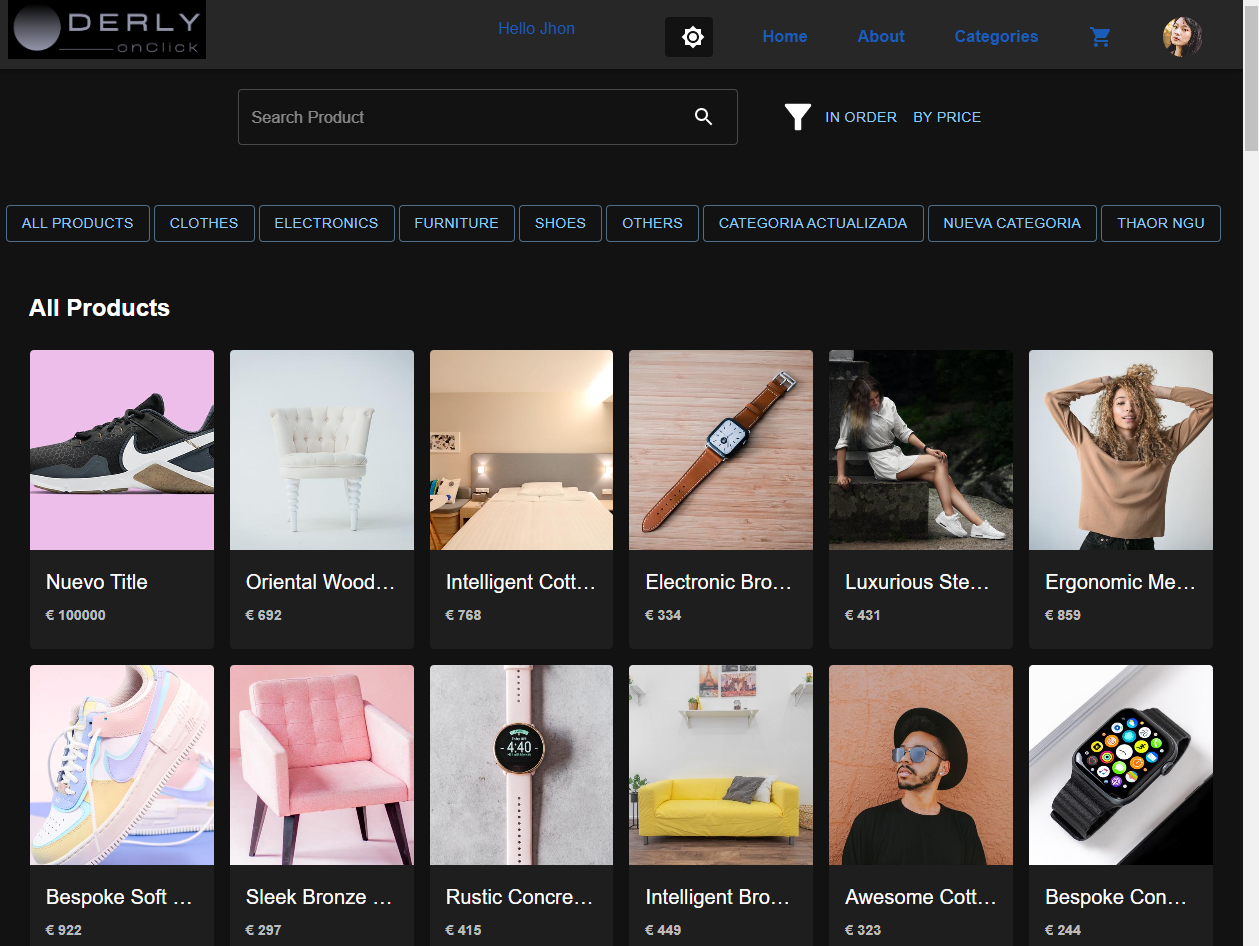 DERLY
onClick
Hello Jhon
Home
About
Categories
Search Product
IN ORDER
BY PRICE
ALL PRODUCTS
CLOTHES
ELECTRONICS
FURNITURE
SHOES
OTHERS
CATEGORIA ACTUALIZADA
NUEVA CATEGORIA
THAOR NGU
All Products
Nuevo Title
€ 100000
Oriental Wood…
€ 692
Intelligent Cott…
€ 768
Electronic Bro…
€ 334
Luxurious Ste…
€ 431
Ergonomic Me…
€ 859
Bespoke Soft …
€ 922
Sleek Bronze …
€ 297
4:40
Rustic Concre…
€ 415
Intelligent Bro…
€ 449
Awesome Cott…
€ 323
Bespoke Con…
€ 244